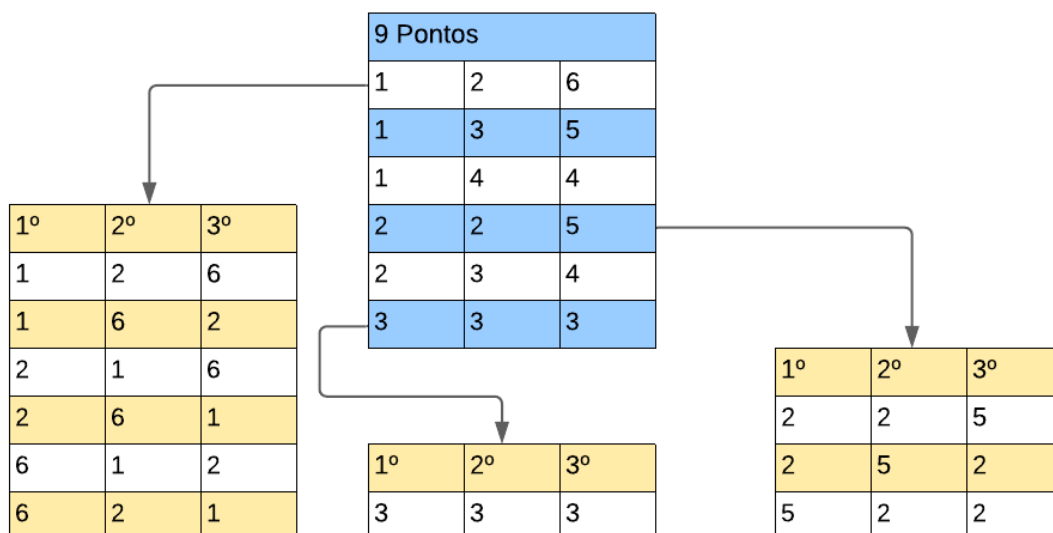 9 Pontos
1 2 6
1 3 5
1 4 4
2 2 5
2 3 4
3 3 3
1º 2º 3º
1 2 6
1 6 2
2 1 6
2 6 1
6 1 2
6 2 1
1º 2º 3º
3 3 3
1º 2º 3º
2 2 5
2 5 2
5 2 2